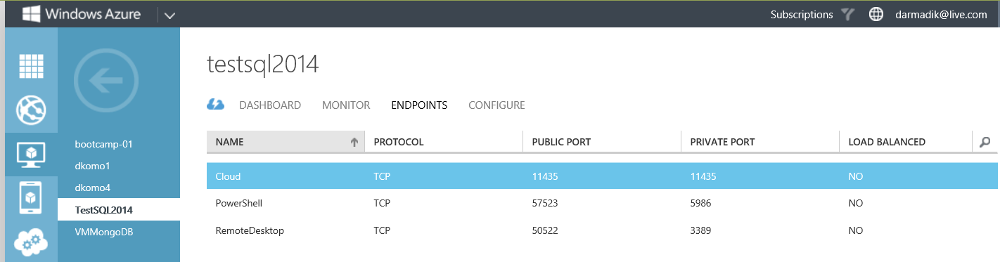 Windows Azure Subscriptions darmadik@live.com
testsql2014
DASHBOARD MONITOR ENDPOINTS CONFIGURE
bootcamp-01
dkomo1
dkomo4
TestSQL2014
VMMongoDB
NAME PROTOCOL PUBLIC PORT PRIVATE PORT LOAD BALANCED
Cloud TCP 11435 11435 NO
PowerShell TCP 57523 5986 NO
RemoteDesktop TCP 50522 3389 NO